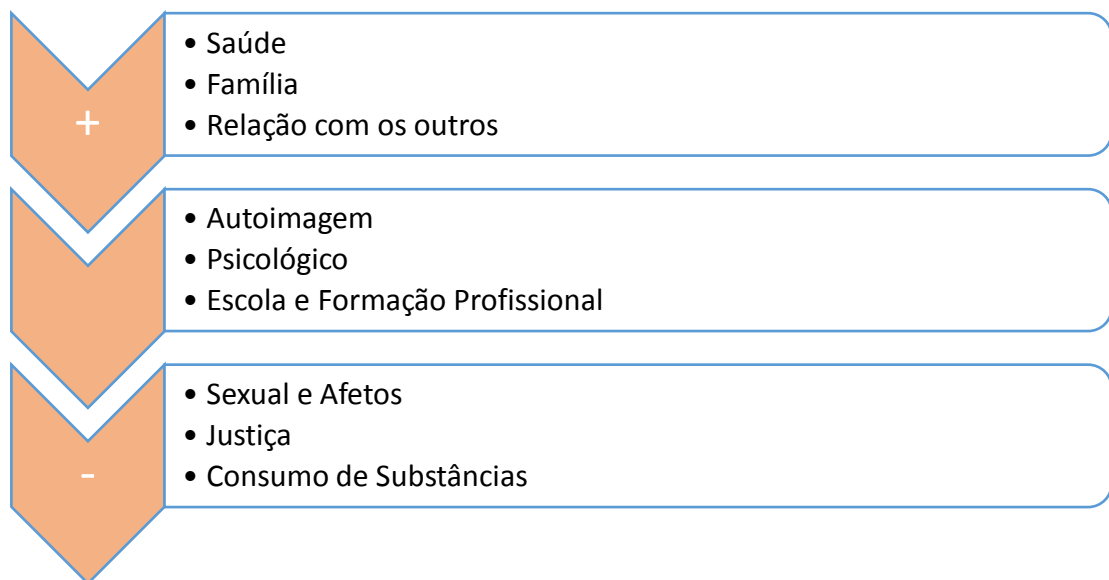 +
• Saúde
• Família
• Relação com os outros
• Autoimagem
• Psicológico
• Escola e Formação Profissional
-
• Sexual e Afetos
• Justiça
• Consumo de Substâncias